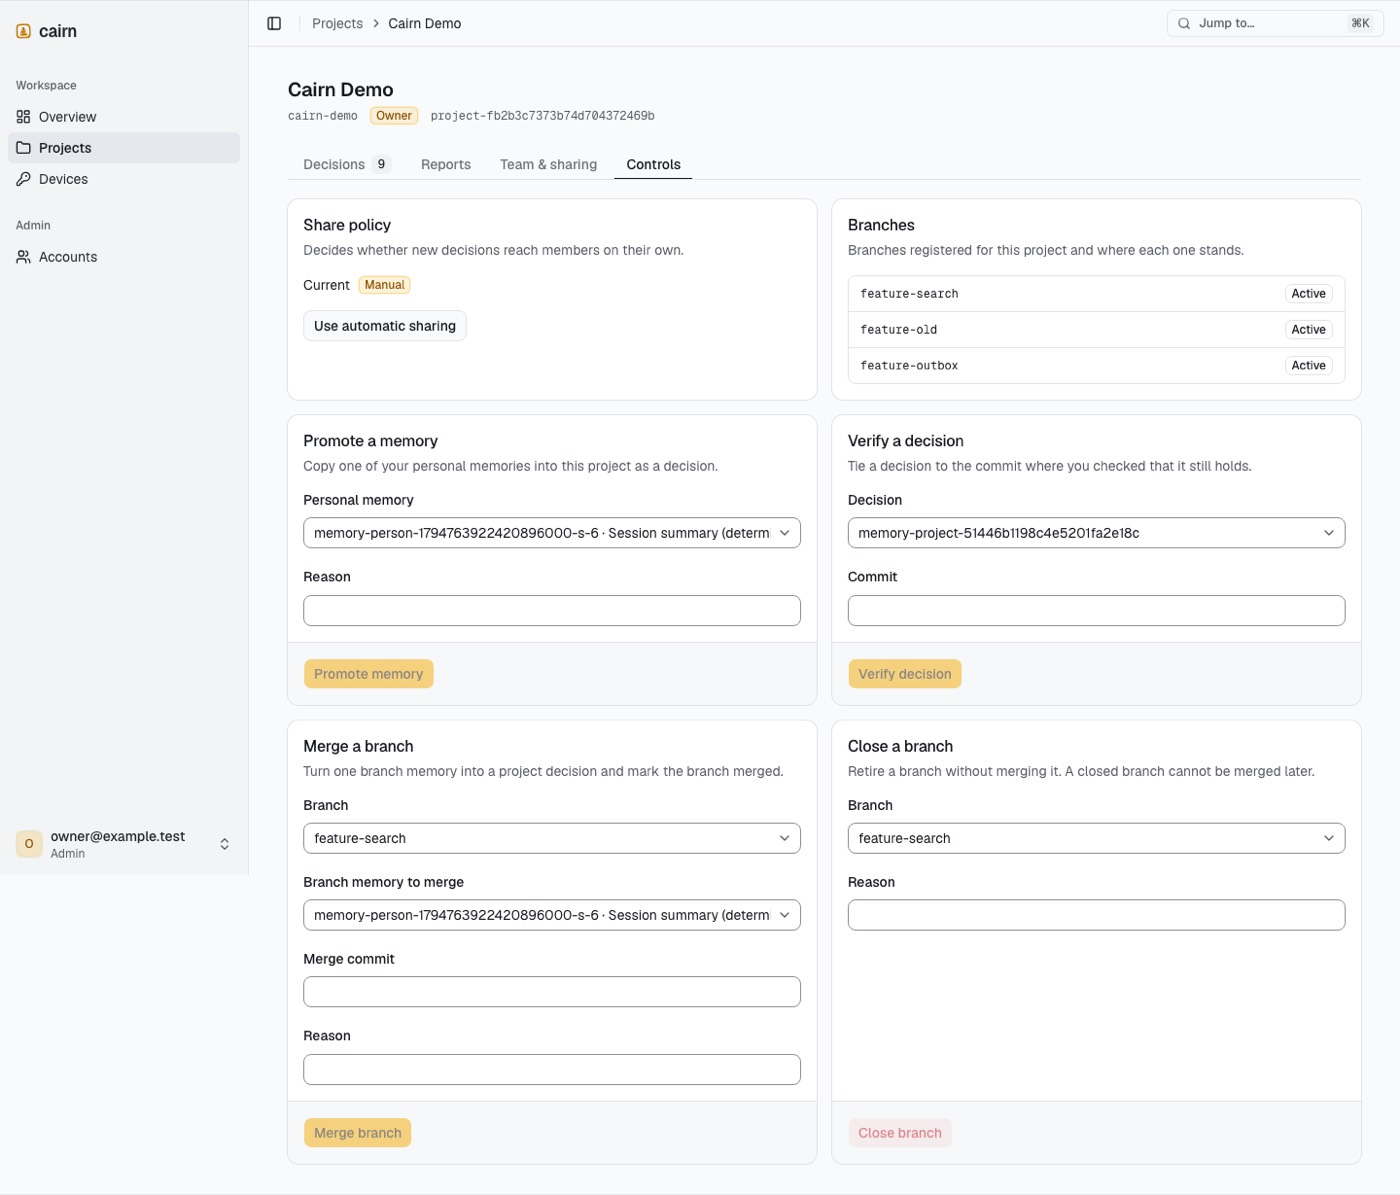 cairn
Workspace
Overview
Projects
Devices
Admin
Accounts
owner@example.test
O
Admin
Projects > Cairn Demo
Jump to...
⌘K
Cairn Demo
cairn-demo Owner project-fb2b3c7373b74d704372469b
Decisions 9 Reports Team & sharing Controls
Share policy
Decides whether new decisions reach members on their own.
Current Manual
Use automatic sharing
Branches
Branches registered for this project and where each one stands.
feature-search Active
feature-old Active
feature-outbox Active
Promote a memory
Copy one of your personal memories into this project as a decision.
Personal memory
memory-person-1794763922420896000-s-6 · Session summary (determ
Reason
Promote memory
Verify a decision
Tie a decision to the commit where you checked that it still holds.
Decision
memory-project-51446b1198c4e5201fa2e18c
Commit
Verify decision
Merge a branch
Turn one branch memory into a project decision and mark the branch merged.
Branch
feature-search
Branch memory to merge
memory-person-1794763922420896000-s-6 · Session summary (determ
Merge commit
Reason
Merge branch
Close a branch
Retire a branch without merging it. A closed branch cannot be merged later.
Branch
feature-search
Reason
Close branch